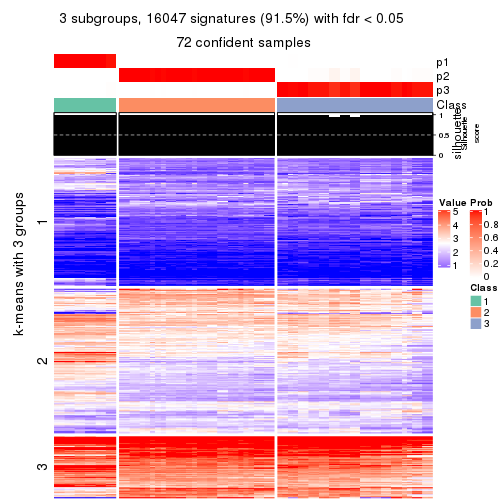 3 subgroups, 16047 signatures (91.5%) with fdr < 0.05
72 confident samples
p1
p2
p3
Class
1
0.5
0
silhouette
Silhouette
score
k-means with 3 groups
1
2
3
Value
5
4
3
2
1
Prob
1
0.8
0.6
0.4
0.2
0
Class
1
2
3